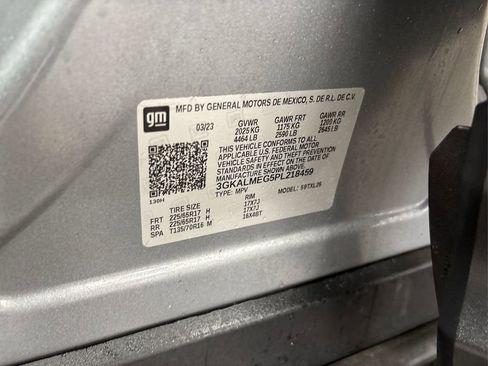 gm
MFD BY GENERAL MOTORS DE MEXICO, S. DE R.L. DE C.V.
03/23 GVWR GAWR FRT GAWR RR
2025 KG 1175 KG 1200 KG
4464 LB 2590 LB 2645 LB
THIS VEHICLE CONFORMS TO ALL
APPLICABLE U.S. FEDERAL MOTOR
VEHICLE SAFETY AND THEFT PREVENTION
STANDARDS IN EFFECT ON THE DATE OF
MANUFACTURE SHOWN ABOVE.
3GKALMEG5PL218459
TYPE: MPV MODEL: S9TXL26
130H
TIRE SIZE RIM
FRT 225/65R17 H 17X7J
RR 225/65R17 H 17X7J
SPA T135/70R16 M 16X4BT